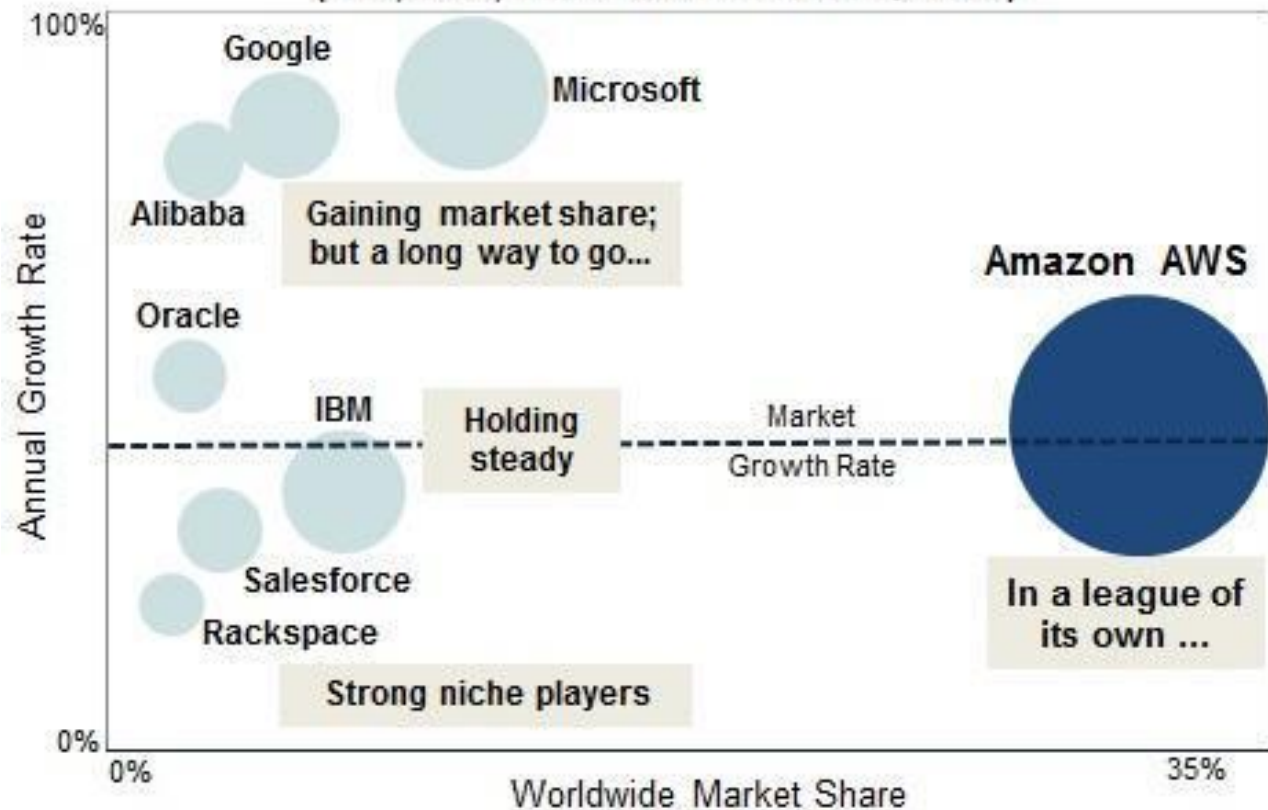 100%
Google
Microsoft
Alibaba
Gaining market share;
but a long way to go...
Amazon AWS
Oracle
IBM
Holding
steady
Market
Growth Rate
Salesforce
Rackspace
In a league of
its own ...
Strong niche players
Annual Growth Rate
0%
0%
35%
Worldwide Market Share